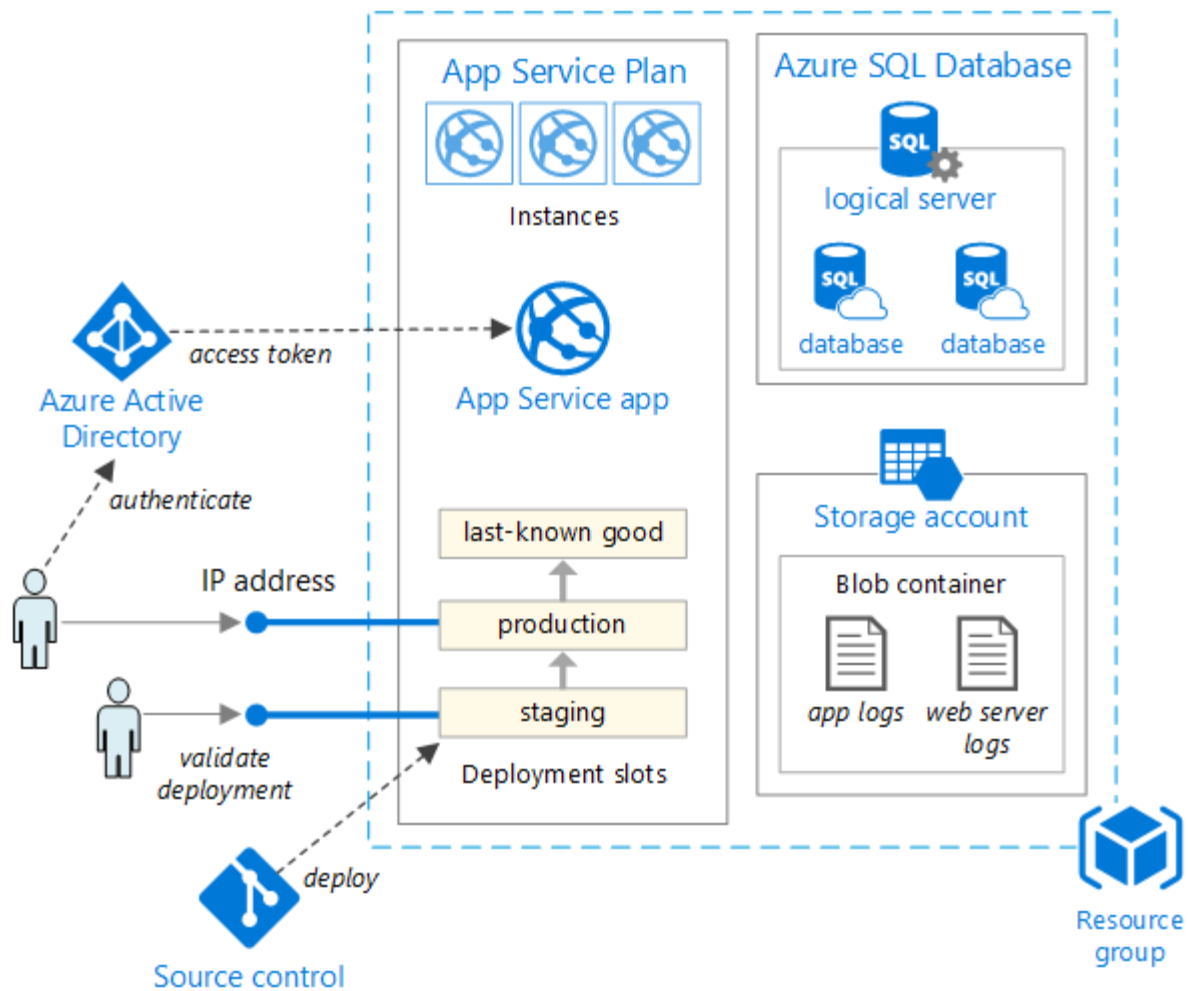 App Service Plan
Instances
App Service app
last-known good
production
staging
Deployment slots
Azure SQL Database
SQL
logical server
SQL
SQL
database
database
Storage account
Blob container
app logs
web server
logs
access token
Azure Active
Directory
authenticate
IP address
validate
deployment
deploy
Source control
Resource
group